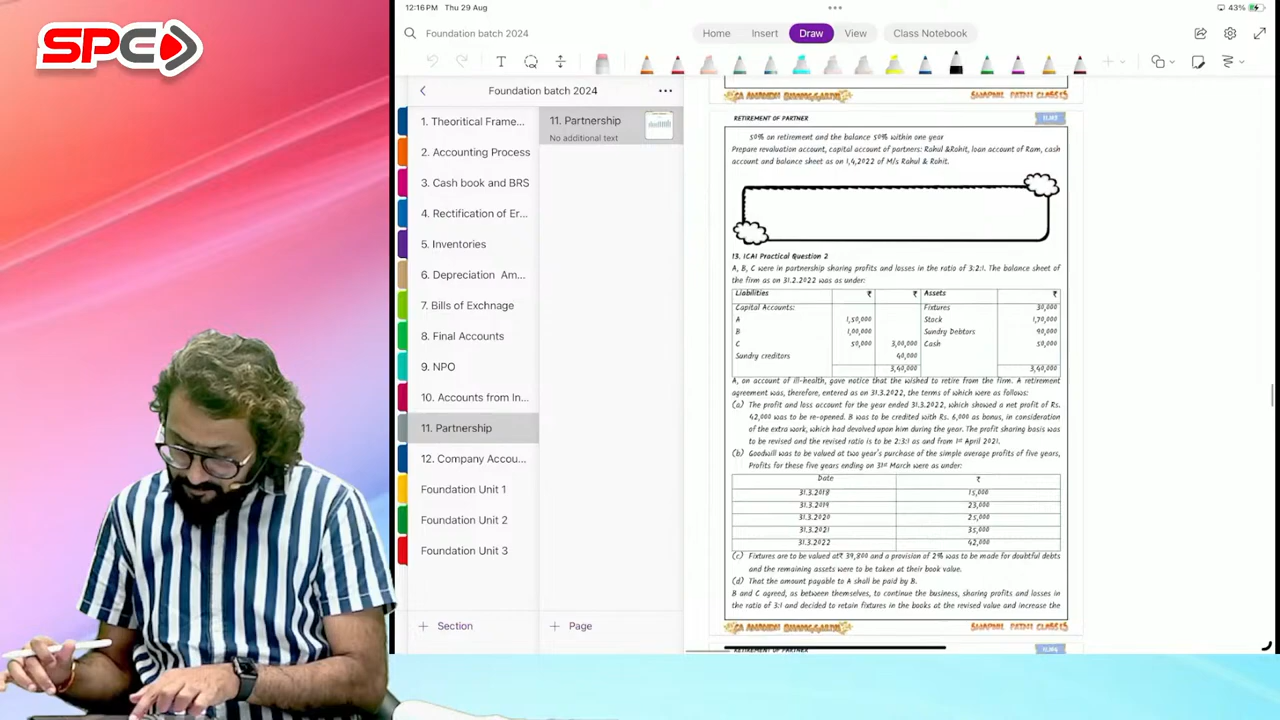 SPC
12:16 PM Thu 29 Aug
43%
Foundation batch 2024
Home Insert Draw View Class Notebook
Foundation batch 2024
1. Theoritical Frame...
2. Accounting Process
3. Cash book and BRS
4. Rectification of Er...
5. Inventories
6. Depreciation Am...
7. Bills of Exchnage
8. Final Accounts
9. NPO
10. Accounts from In...
11. Partnership
12. Company Accou...
Foundation Unit 1
Foundation Unit 2
Foundation Unit 3
Section
11. Partnership
No additional text
Page
SWAPNIL PATNI CLASSES
RETIREMENT OF PARTNER
50% on retirement and the balance 50% within one year
Prepare revaluation account, capital account of partners: Rahul &Rohit, loan account of Ram, cash
account and balance sheet as on 1,4,2022 of M/s Rahul & Rohit.
13. ICAI Practical Question 2
A, B, C were in partnership sharing profits and losses in the ratio of 3:2:1. The balance sheet of
the firm as on 31.2.2022 was as under:
Liabilities ₹ ₹ Assets ₹
Capital Accounts: Fixtures 30,000
A 1,50,000 Stock 1,70,000
B 1,00,000 Sundry Debtors 90,000
C 50,000 3,00,000 Cash 50,000
Sundry creditors 40,000
3,40,000 3,40,000
A, on account of ill-health, gave notice that the wished to retire from the firm. A retirement
agreement was, therefore, entered as on 31.3.2022, the terms of which were as follows:
(a) The profit and loss account for the year ended 31.3.2022, which showed a net profit of Rs.
42,000 was to be re-opened. B was to be credited with Rs. 6,000 as bonus, in consideration
of the extra work, which had devolved upon him during the year. The profit sharing basis was
to be revised and the revised ratio is to be 2:3:1 as and from 1st April 2021.
(b) Goodwill was to be valued at two year's purchase of the simple average profits of five years,
Profits for these five years ending on 31st March were as under:
Date ₹
31.3.2018 15,000
31.3.2019 23,000
31.3.2020 25,000
31.3.2021 35,000
31.3.2022 42,000
(c) Fixtures are to be valued at₹ 39,800 and a provision of 2% was to be made for doubtful debts
and the remaining assets were to be taken at their book value.
(d) That the amount payable to A shall be paid by B.
B and C agreed, as between themselves, to continue the business, sharing profits and losses in
the ratio of 3:1 and decided to retain fixtures in the books at the revised value and increase the
SWAPNIL PATNI CLASSES
RETIREMENT OF PARTNER